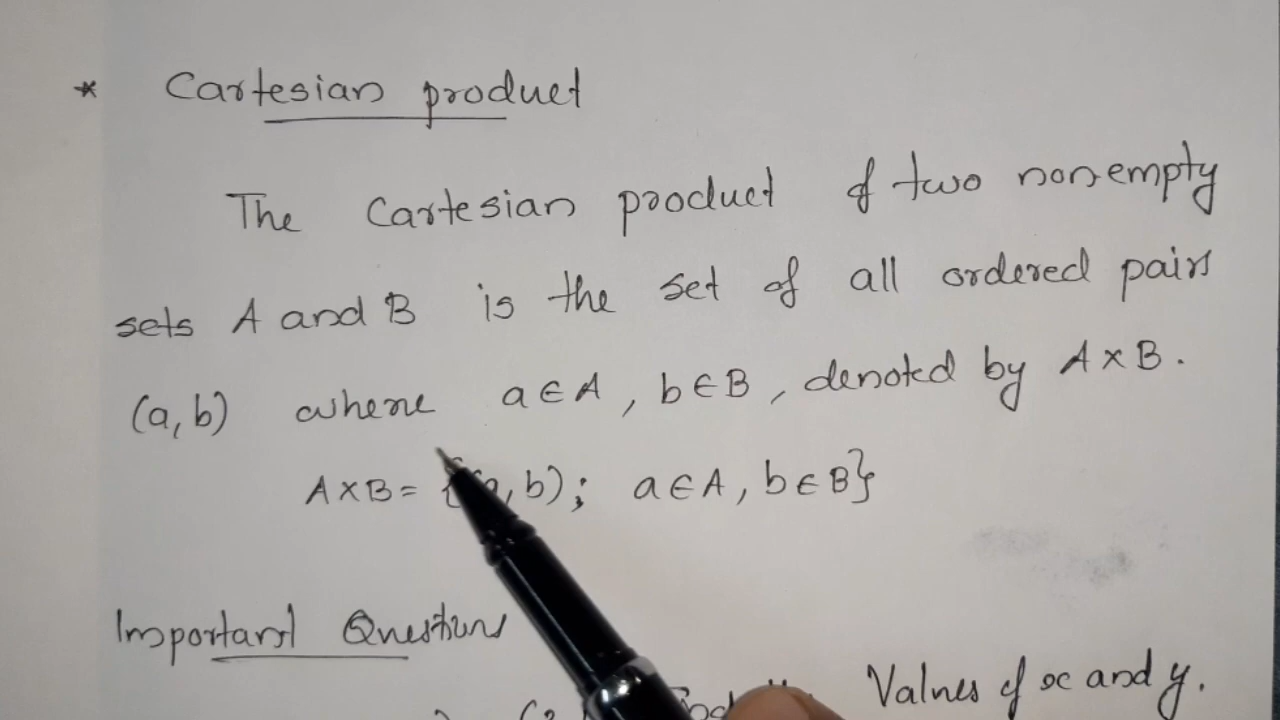 * Cartesian product
The Cartesian product of two nonempty
sets A and B is the set of all ordered pairs
(a,b) where a∈A, b∈B, denoted by A×B.
A×B = {(a,b); a∈A, b∈B}
Important Questions
Values of x and y.